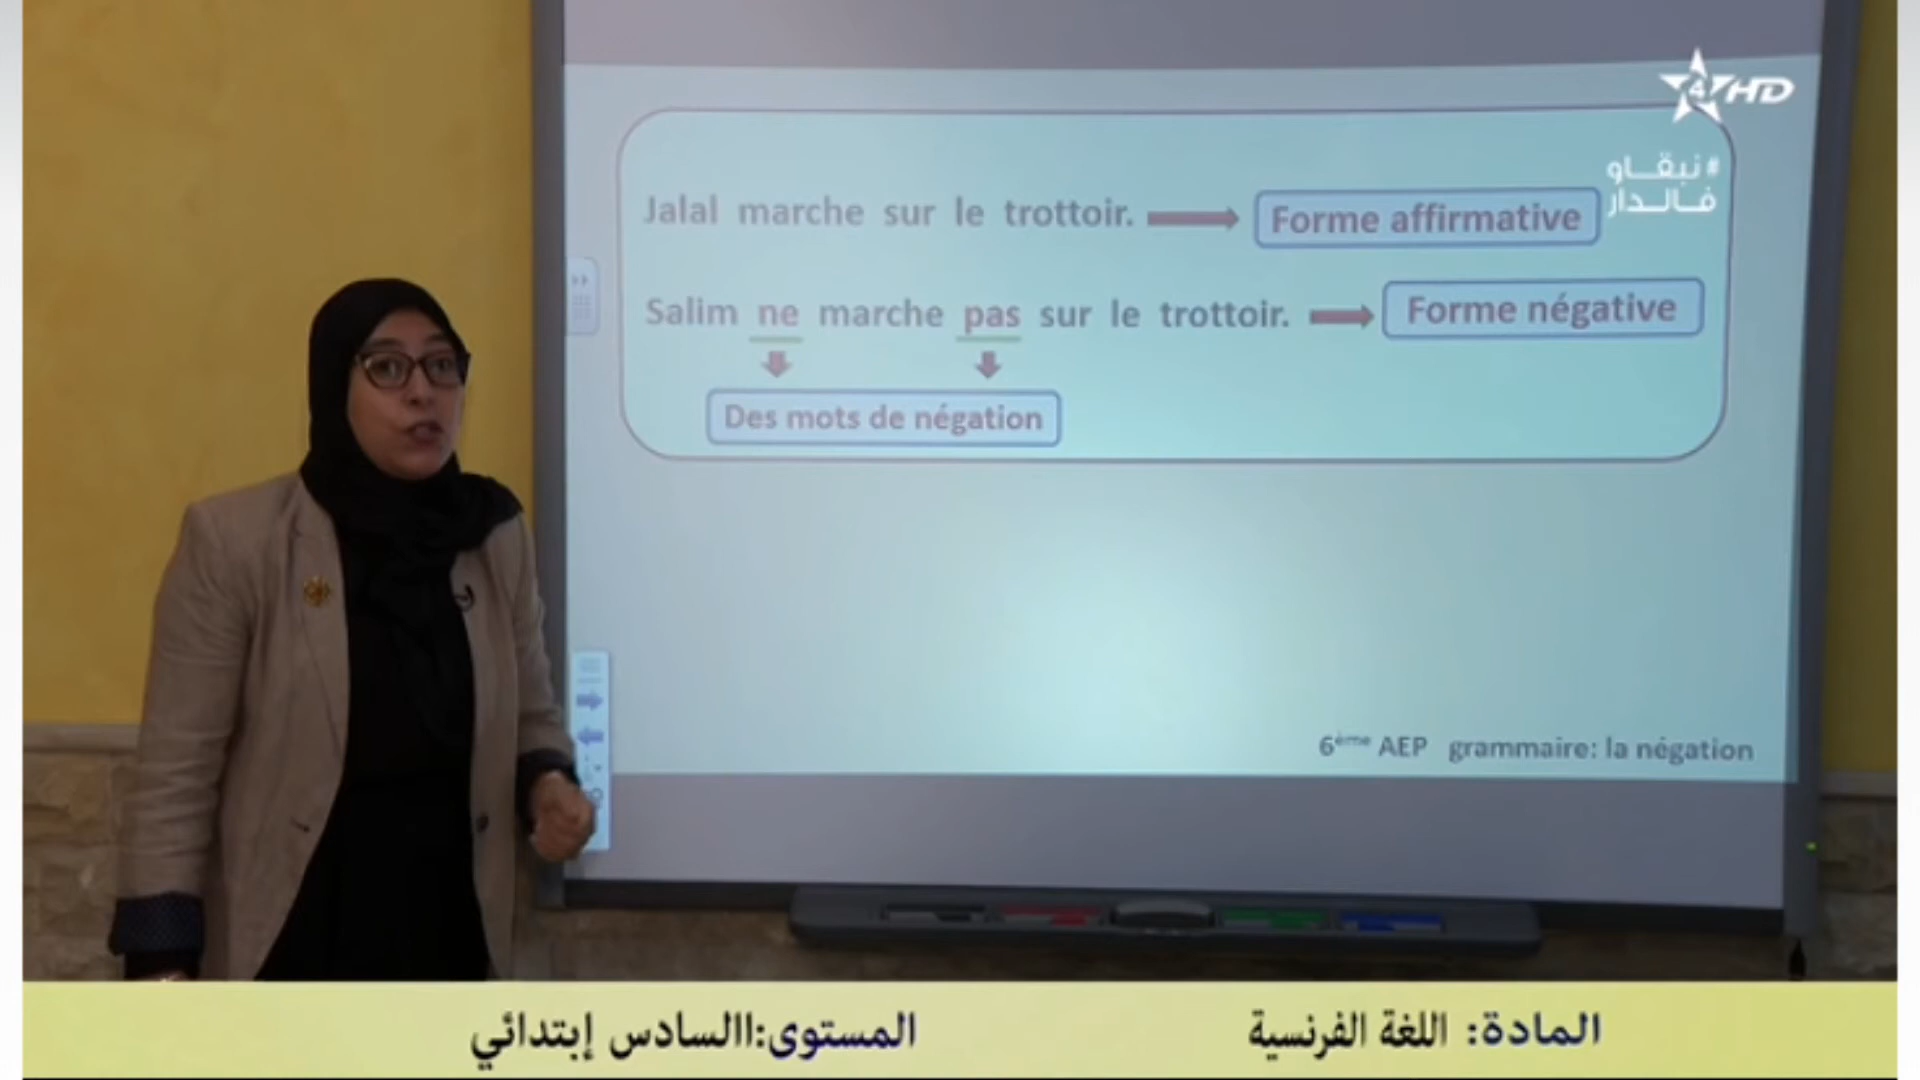 4 HD
#نبقاو
فالدار
Jalal marche sur le trottoir. Forme affirmative
Salim ne marche pas sur le trottoir. Forme négative
Des mots de négation
6ème AEP grammaire: la négation
المادة: اللغة الفرنسية المستوى:االسادس إبتدائي